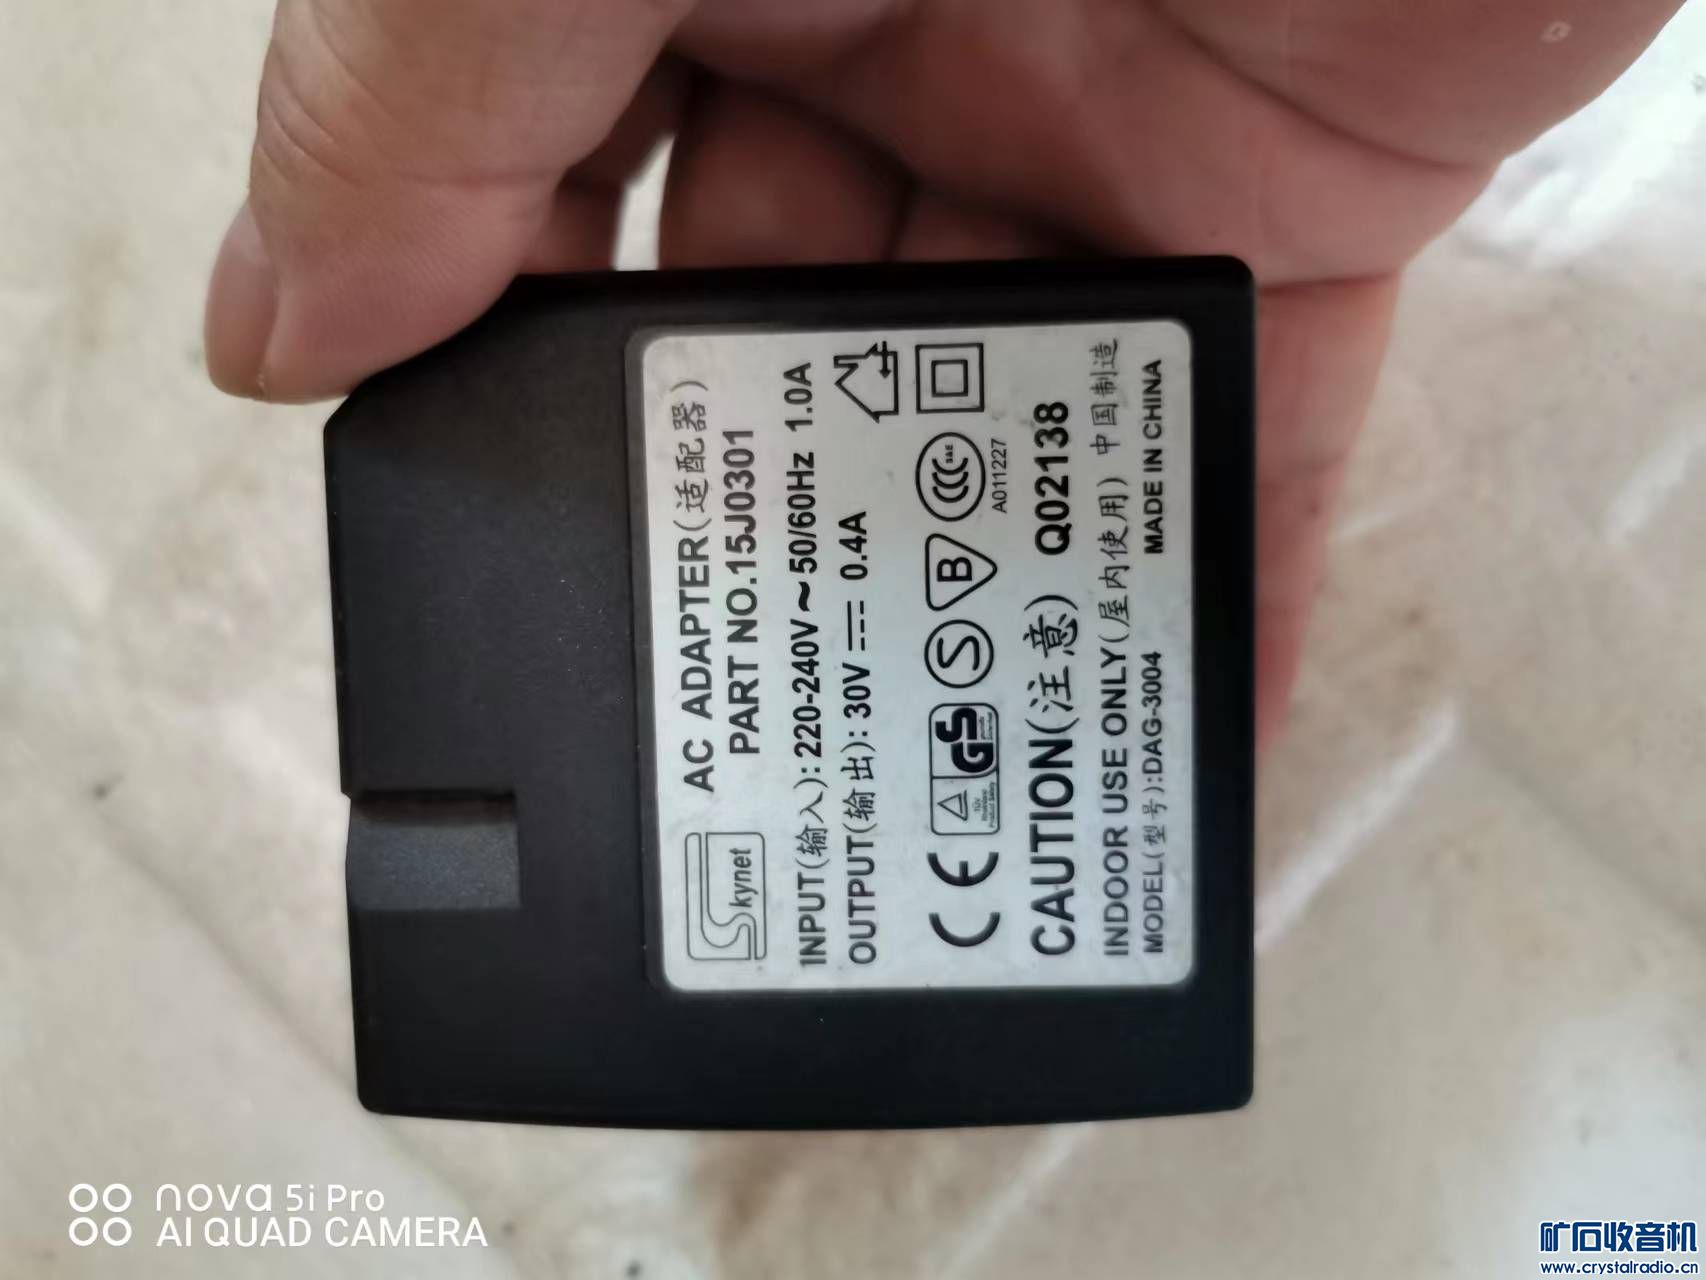 Skynet
AC ADAPTER(适配器)
PART NO.15J0301
INPUT(输入):220-240V～50/60Hz 1.0A
OUTPUT(输出):30V⎓0.4A
CE
GS
S
B
CCC
S&E
A011227
CAUTION(注意) Q02138
INDOOR USE ONLY(屋内使用) 中国制造
MODEL(型号):DAG-3004 MADE IN CHINA
nova 5i Pro
AI QUAD CAMERA
矿石收音机
www.crystalradio.cn